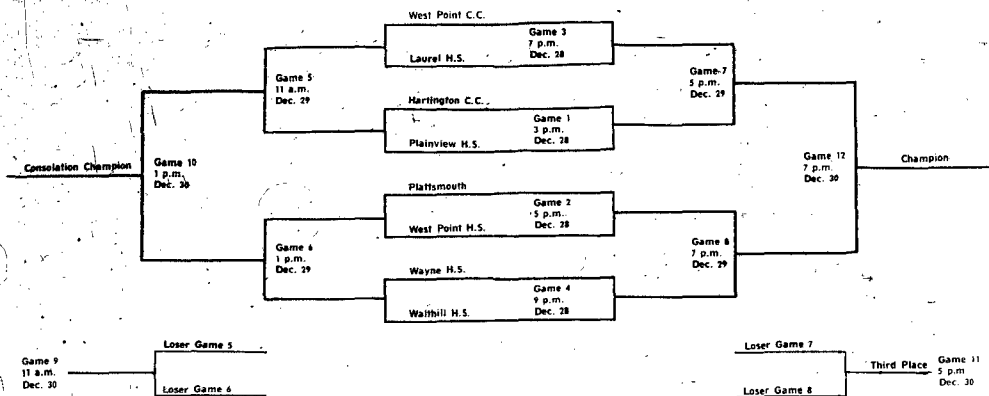 West Point C.C.
Game 3
7 p.m.
Dec. 28
Laurel H.S.
Game 5
11 a.m.
Dec. 29
Game 7
5 p.m.
Dec. 29
Hartington C.C.
Game 1
3 p.m.
Dec. 28
Plainview H.S.
Consolation Champion
Game 10
1 p.m.
Dec. 30
Game 12
7 p.m.
Dec. 30
Champion
Plattsmouth
Game 2
5 p.m.
Dec. 28
West Point H.S.
Game 6
1 p.m.
Dec. 29
Game 8
7 p.m.
Dec. 29
Wayne H.S.
Game 4
9 p.m.
Dec. 28
Walthill H.S.
Game 9
11 a.m.
Dec. 30
Loser Game 5
Loser Game 6
Loser Game 7
Loser Game 8
Third Place
Game 11
5 p.m
Dec. 30